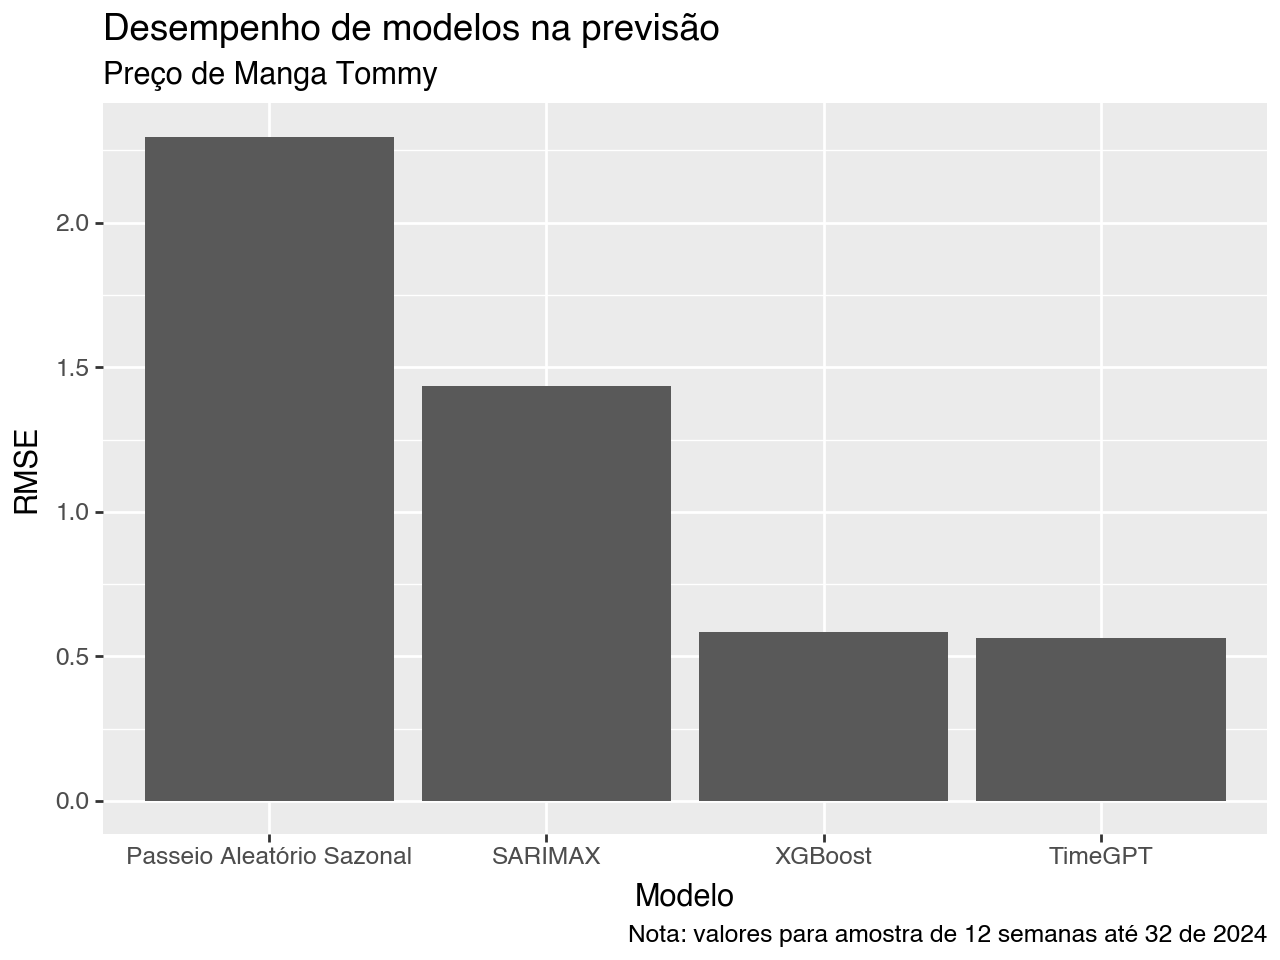 Desempenho de modelos na previsão
Preço de Manga Tommy
RMSE
2.0
1.5
1.0
0.5
0.0
Passeio Aleatório Sazonal
SARIMAX
XGBoost
TimeGPT
Modelo
Nota: valores para amostra de 12 semanas até 32 de 2024